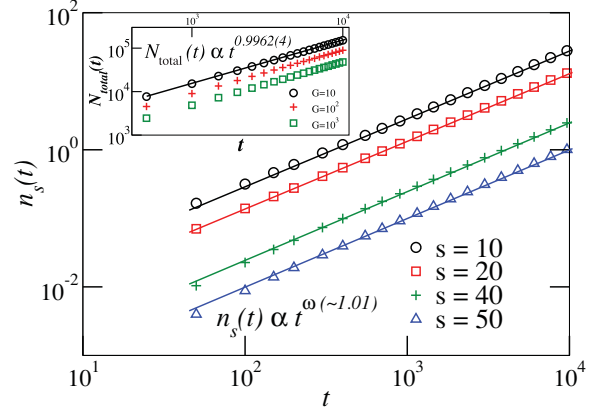 10^3 10^4
10^5
10^4
10^3
N_total(t)
N_total(t) α t^0.9962(4)
G=10
G=10^2
G=10^3
t
10^2
10^0
10^-2
n_s(t)
s = 10
s = 20
s = 40
s = 50
n_s(t) α t^ω (~1.01)
10^1 10^2 10^3 10^4
t